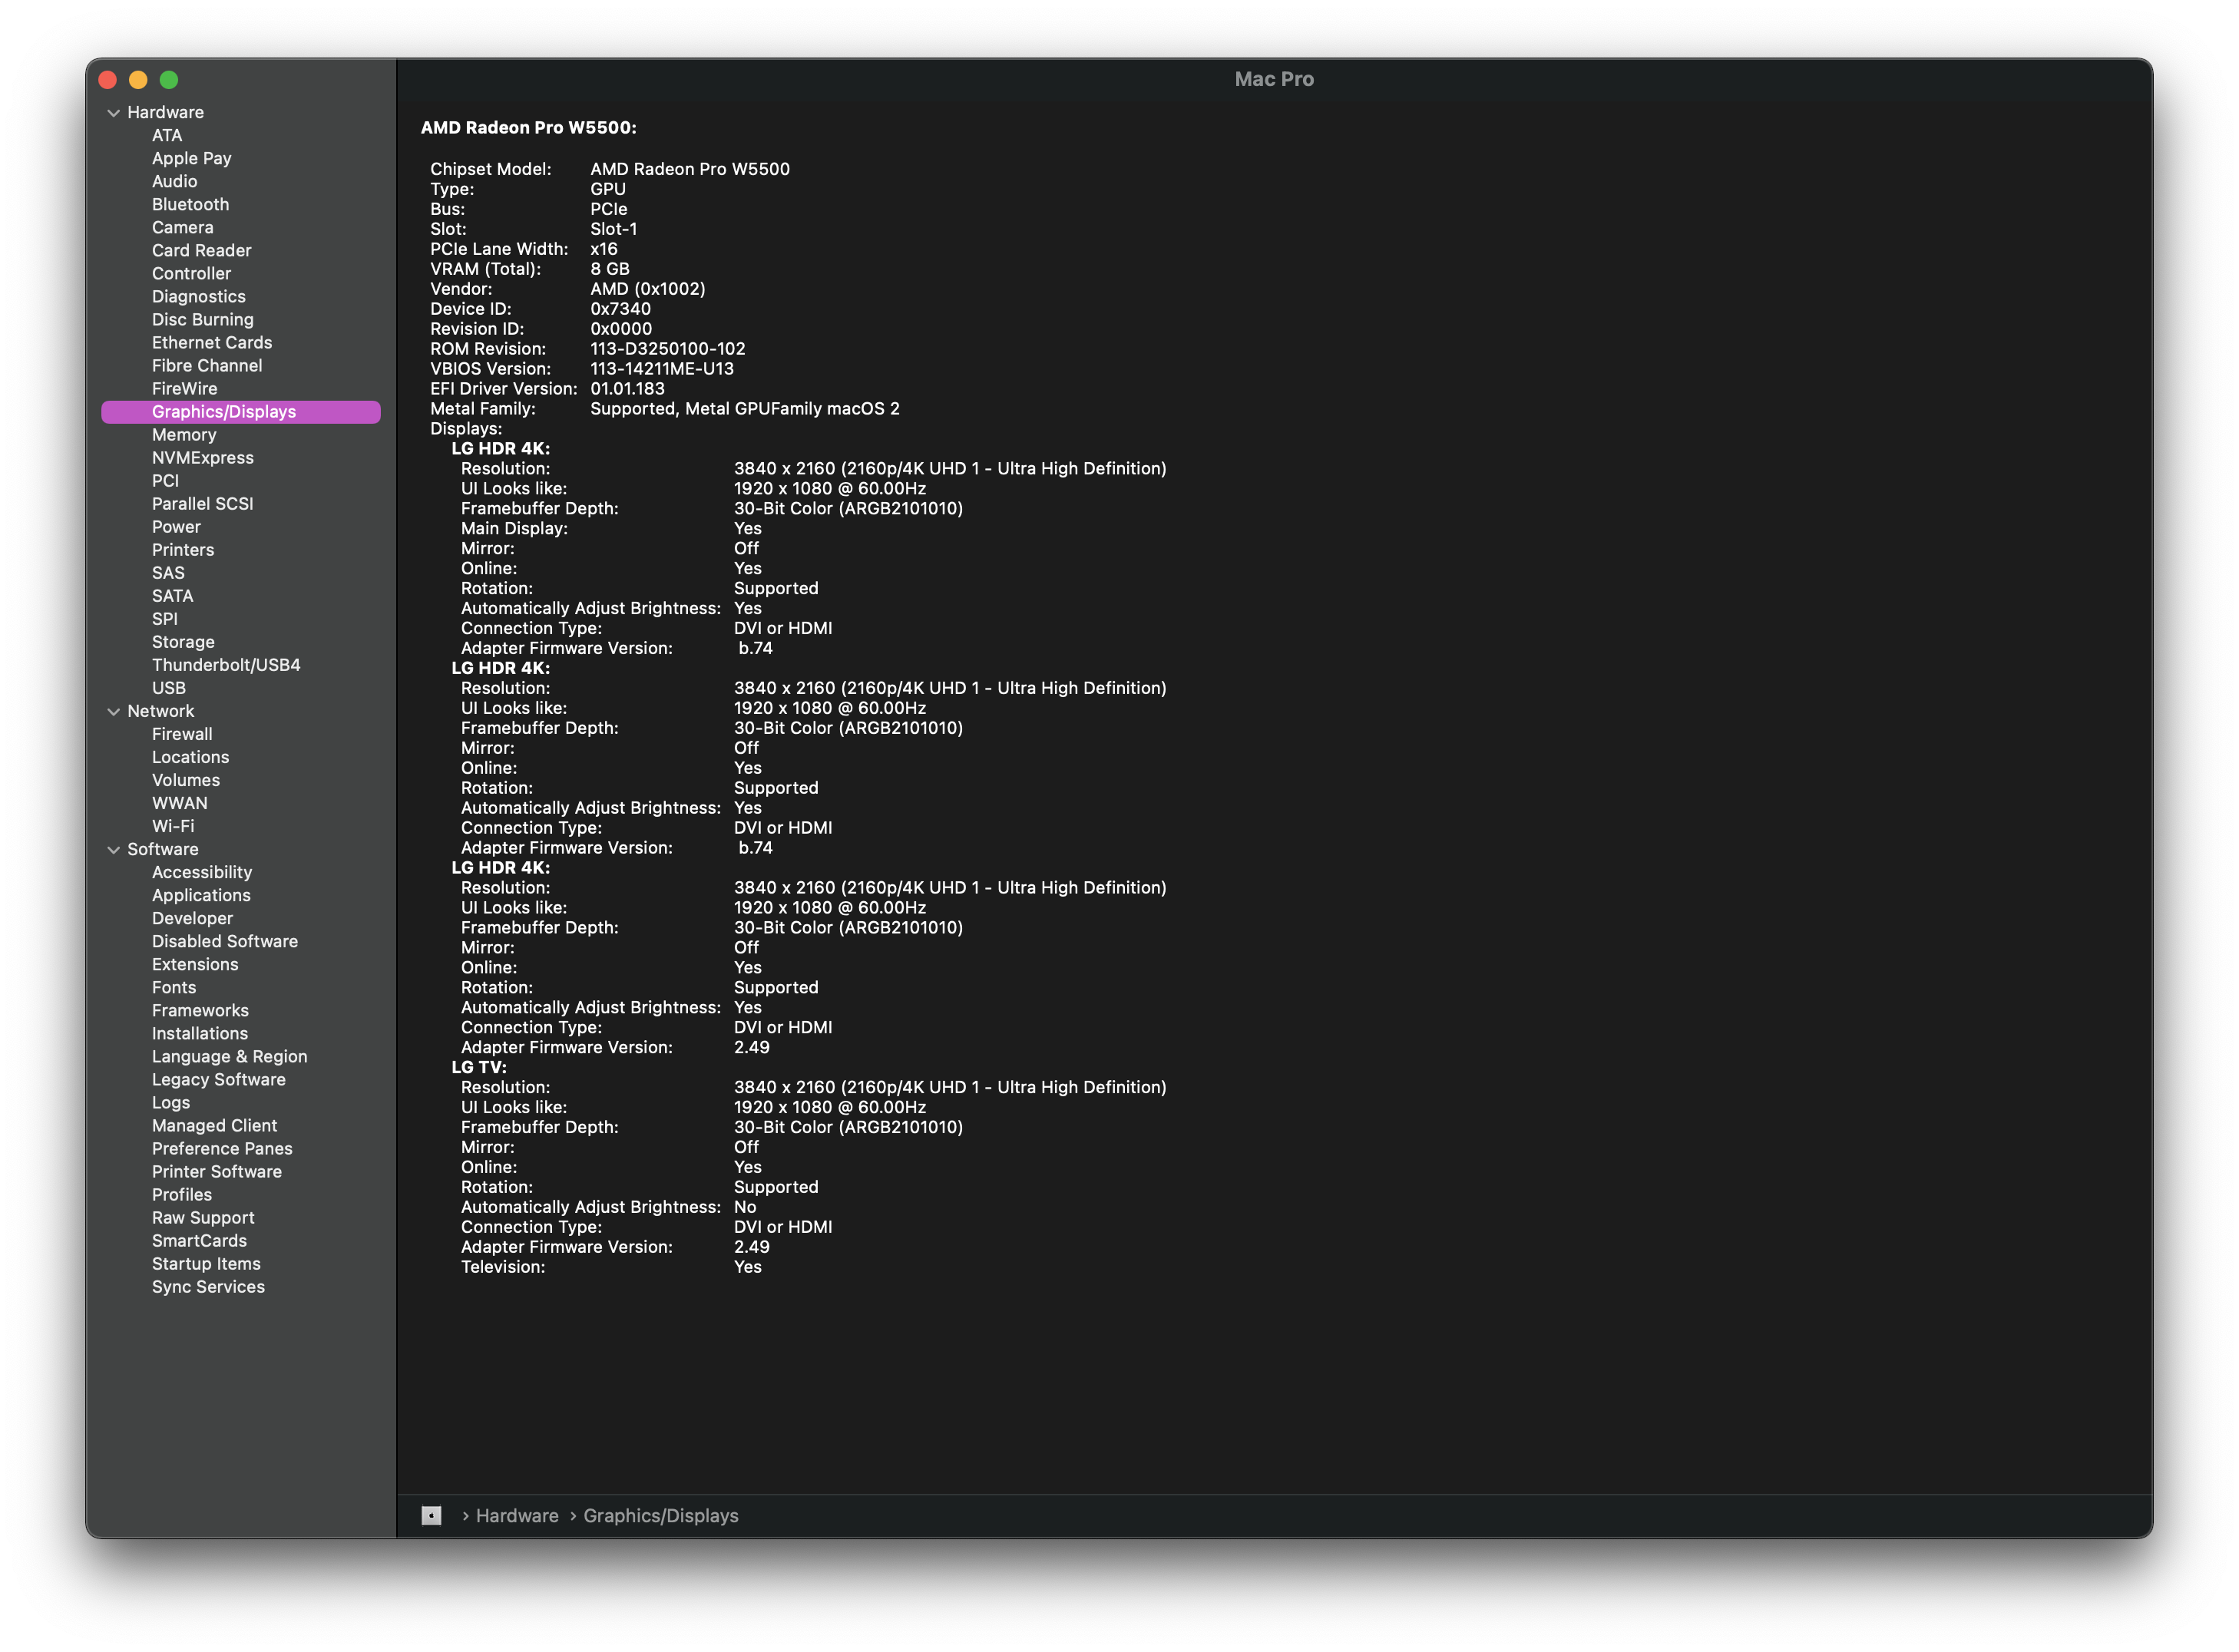 Mac Pro
Hardware
ATA
Apple Pay
Audio
Bluetooth
Camera
Card Reader
Controller
Diagnostics
Disc Burning
Ethernet Cards
Fibre Channel
FireWire
Graphics/Displays
Memory
NVMExpress
PCI
Parallel SCSI
Power
Printers
SAS
SATA
SPI
Storage
Thunderbolt/USB4
USB
Network
Firewall
Locations
Volumes
WWAN
Wi-Fi
Software
Accessibility
Applications
Developer
Disabled Software
Extensions
Fonts
Frameworks
Installations
Language & Region
Legacy Software
Logs
Managed Client
Preference Panes
Printer Software
Profiles
Raw Support
SmartCards
Startup Items
Sync Services
AMD Radeon Pro W5500:
Chipset Model: AMD Radeon Pro W5500
Type: GPU
Bus: PCIe
Slot: Slot-1
PCIe Lane Width: x16
VRAM (Total): 8 GB
Vendor: AMD (0x1002)
Device ID: 0x7340
Revision ID: 0x0000
ROM Revision: 113-D3250100-102
VBIOS Version: 113-14211ME-U13
EFI Driver Version: 01.01.183
Metal Family: Supported, Metal GPUFamily macOS 2
Displays:
LG HDR 4K:
Resolution: 3840 x 2160 (2160p/4K UHD 1 - Ultra High Definition)
UI Looks like: 1920 x 1080 @ 60.00Hz
Framebuffer Depth: 30-Bit Color (ARGB2101010)
Main Display: Yes
Mirror: Off
Online: Yes
Rotation: Supported
Automatically Adjust Brightness: Yes
Connection Type: DVI or HDMI
Adapter Firmware Version: b.74
LG HDR 4K:
Resolution: 3840 x 2160 (2160p/4K UHD 1 - Ultra High Definition)
UI Looks like: 1920 x 1080 @ 60.00Hz
Framebuffer Depth: 30-Bit Color (ARGB2101010)
Mirror: Off
Online: Yes
Rotation: Supported
Automatically Adjust Brightness: Yes
Connection Type: DVI or HDMI
Adapter Firmware Version: b.74
LG HDR 4K:
Resolution: 3840 x 2160 (2160p/4K UHD 1 - Ultra High Definition)
UI Looks like: 1920 x 1080 @ 60.00Hz
Framebuffer Depth: 30-Bit Color (ARGB2101010)
Mirror: Off
Online: Yes
Rotation: Supported
Automatically Adjust Brightness: Yes
Connection Type: DVI or HDMI
Adapter Firmware Version: 2.49
LG TV:
Resolution: 3840 x 2160 (2160p/4K UHD 1 - Ultra High Definition)
UI Looks like: 1920 x 1080 @ 60.00Hz
Framebuffer Depth: 30-Bit Color (ARGB2101010)
Mirror: Off
Online: Yes
Rotation: Supported
Automatically Adjust Brightness: No
Connection Type: DVI or HDMI
Adapter Firmware Version: 2.49
Television: Yes
› Hardware › Graphics/Displays